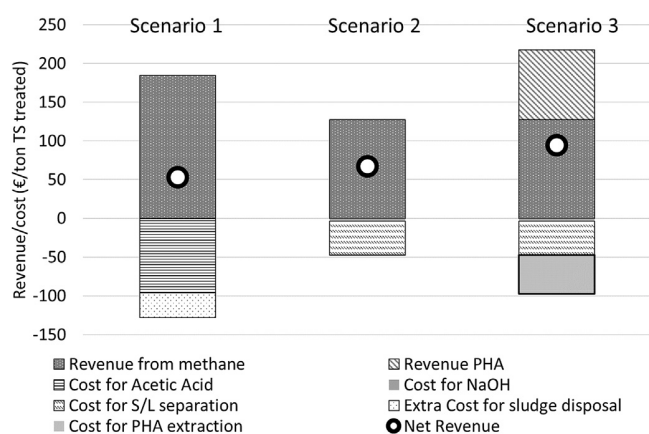 Scenario 1 Scenario 2 Scenario 3
250
200
150
100
50
0
-50
-100
-150
Revenue/cost (€/ton TS treated)
Revenue from methane Revenue PHA
Cost for Acetic Acid Cost for NaOH
Cost for S/L separation Extra Cost for sludge disposal
Cost for PHA extraction Net Revenue